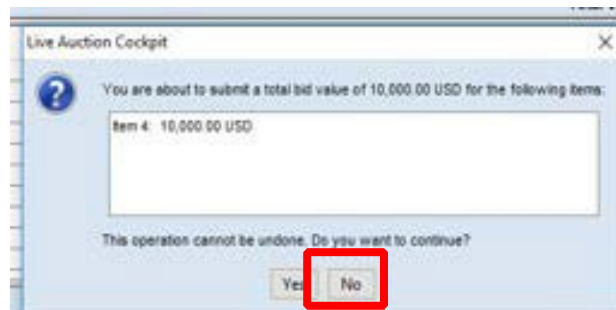 Live Auction Cockpit
You are about to submit a total bid value of 10,000.00 USD for the following items:
Item 4: 10,000.00 USD
This operation cannot be undone. Do you want to continue?
Yes No